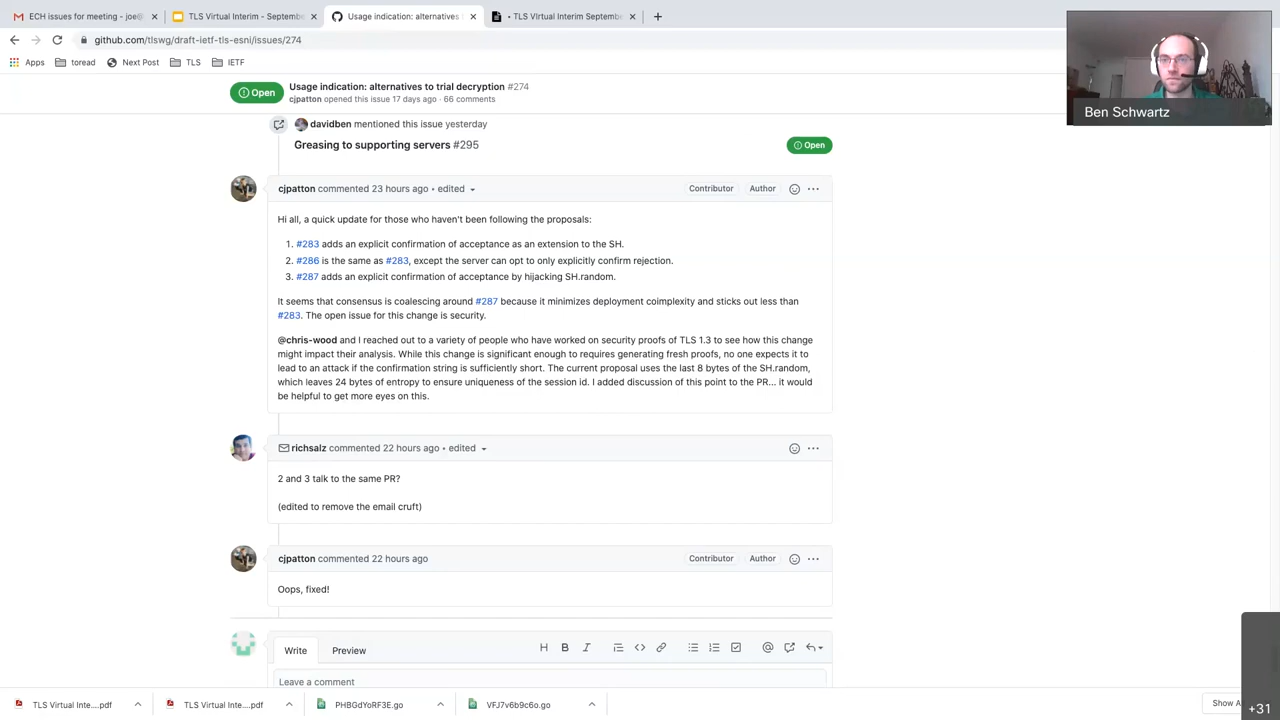 ECH issues for meeting - joe@
TLS Virtual Interim - Septembe
Usage indication: alternatives
• TLS Virtual Interim Septembe
github.com/tlswg/draft-ietf-tls-esni/issues/274
Apps
toread
Next Post
TLS
IETF
Open
Usage indication: alternatives to trial decryption #274
cjpatton opened this issue 17 days ago · 66 comments
davidben mentioned this issue yesterday
Greasing to supporting servers #295
Open
cjpatton commented 23 hours ago • edited
Contributor
Author
Hi all, a quick update for those who haven't been following the proposals:
1. #283 adds an explicit confirmation of acceptance as an extension to the SH.
2. #286 is the same as #283, except the server can opt to only explicitly confirm rejection.
3. #287 adds an explicit confirmation of acceptance by hijacking SH.random.
It seems that consensus is coalescing around #287 because it minimizes deployment coimplexity and sticks out less than
#283. The open issue for this change is security.
@chris-wood and I reached out to a variety of people who have worked on security proofs of TLS 1.3 to see how this change
might impact their analysis. While this change is significant enough to requires generating fresh proofs, no one expects it to
lead to an attack if the confirmation string is sufficiently short. The current proposal uses the last 8 bytes of the SH.random,
which leaves 24 bytes of entropy to ensure uniqueness of the session id. I added discussion of this point to the PR... it would
be helpful to get more eyes on this.
richsalz commented 22 hours ago • edited
2 and 3 talk to the same PR?
(edited to remove the email cruft)
cjpatton commented 22 hours ago
Contributor
Author
Oops, fixed!
Write
Preview
H B I
Leave a comment
TLS Virtual Inte....pdf
TLS Virtual Inte....pdf
PHBGdYoRF3E.go
VFJ7v6b9c6o.go
Show A
+31
Ben Schwartz